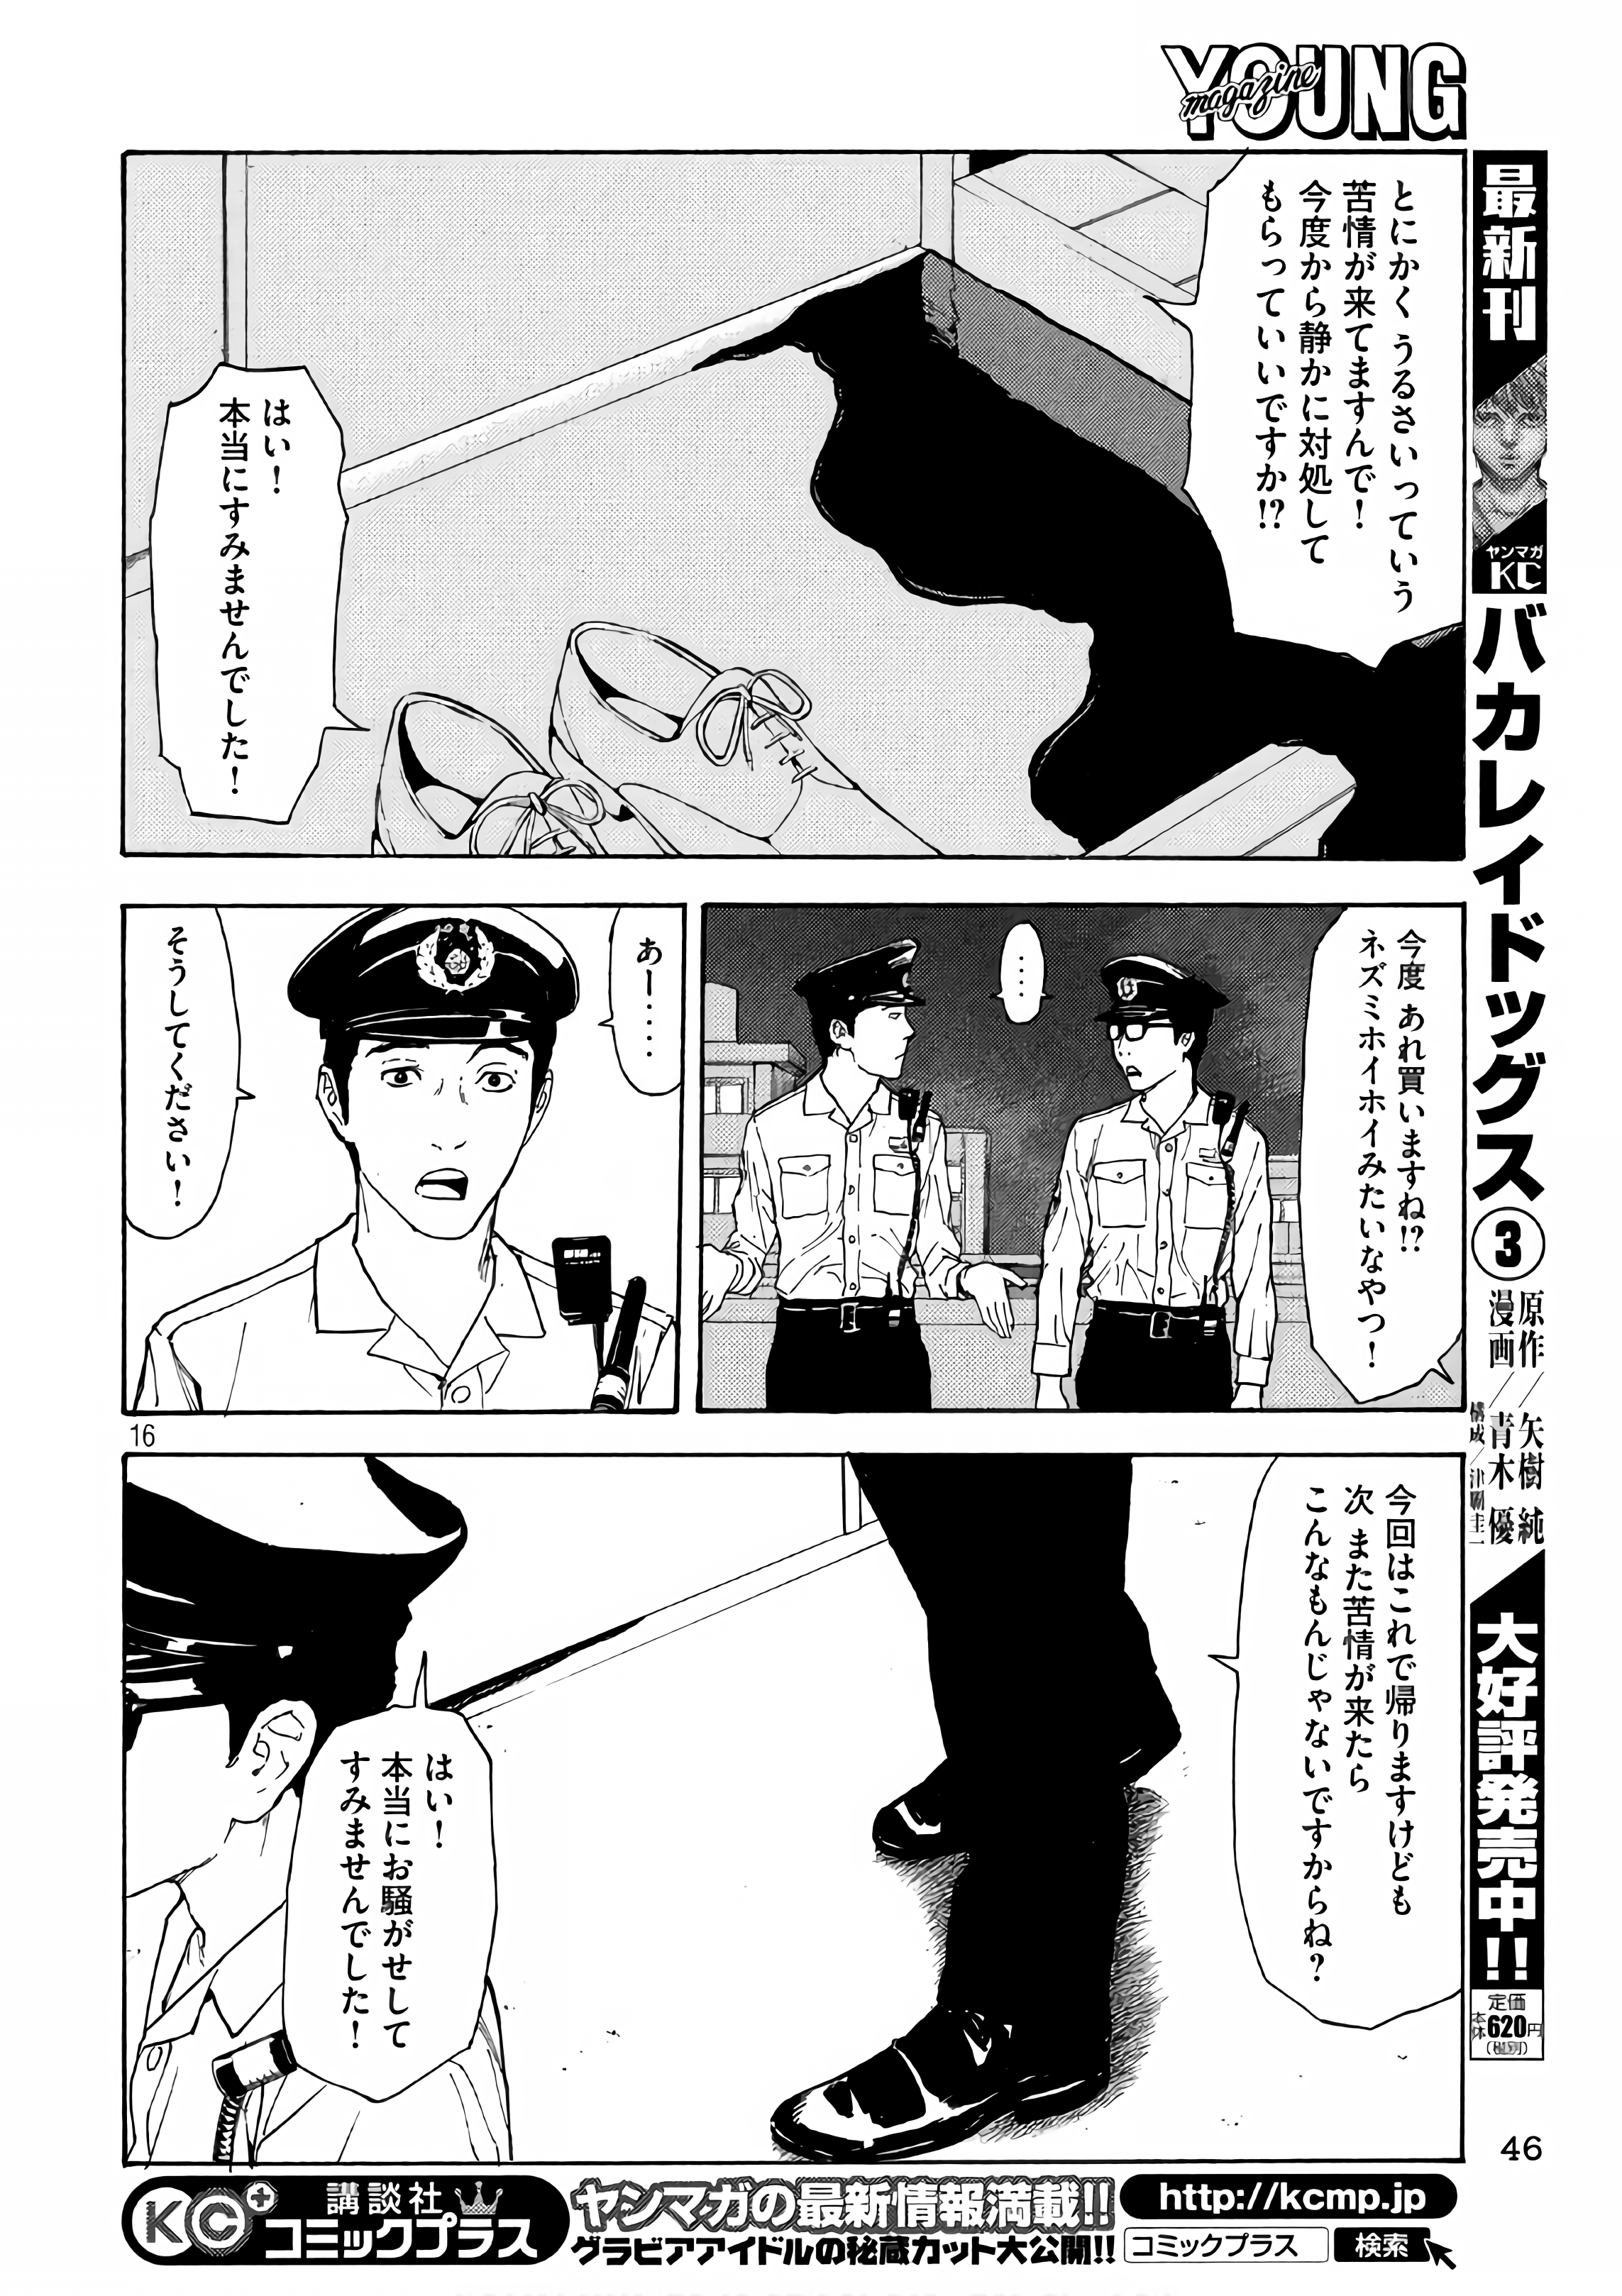 YOUNG
magazine
とにかく うるさいっていう
苦情が来てますんで！
今度から静かに対処して
もらっていいですか!?
はい！
本当にすみませんでした！
今度 あれ買いますね!?
ネズミホイホイみたいなやつ！
‥‥
あー‥‥
そうしてください！
16
今回はこれで帰りますけども
次 また苦情が来たら
こんなもんじゃないですからね？
はい！
本当にお騒がせして
すみませんでした！
最新刊
ヤンマガ
KC
バカレイドッグス③
原作／矢樹 純
漫画／青木 優
大好評発売中!!
定価
本体620円
(税別)
46
KC+
講談社
コミックプラス
ヤンマガの最新情報満載!!
グラビアアイドルの秘蔵カット大公開!!
http://kcmp.jp
コミックプラス 検索